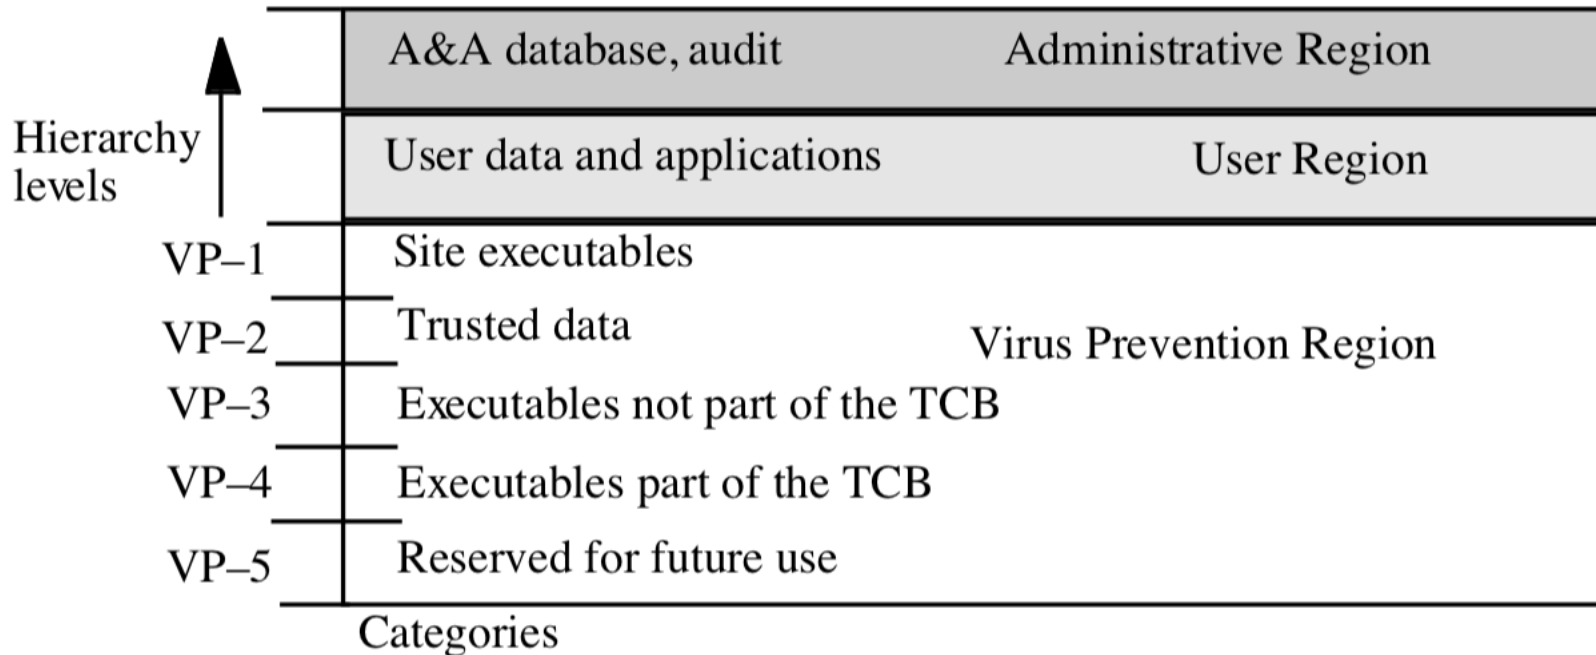 A&A database, audit Administrative Region
Hierarchy
levels
User data and applications User Region
VP–1 Site executables
VP–2 Trusted data
Virus Prevention Region
VP–3 Executables not part of the TCB
VP–4 Executables part of the TCB
VP–5 Reserved for future use
Categories